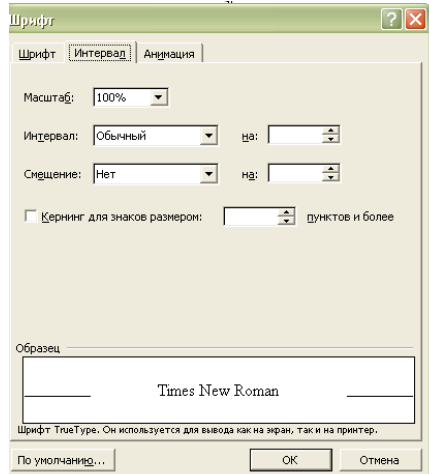 Шрифт
Шрифт Интервал Анимация
Масштаб: 100%
Интервал: Обычный на:
Смещение: Нет на:
Кернинг для знаков размером: пунктов и более
Образец
Times New Roman
Шрифт TrueType. Он используется для вывода как на экран, так и на принтер.
По умолчанию... ОК Отмена